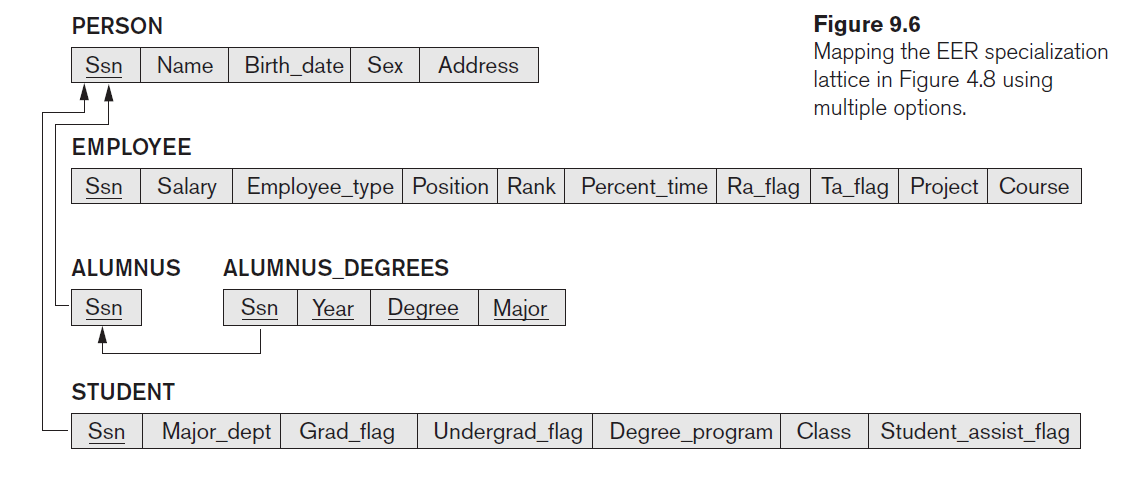 PERSON
Ssn Name Birth_date Sex Address
Figure 9.6
Mapping the EER specialization
lattice in Figure 4.8 using
multiple options.
EMPLOYEE
Ssn Salary Employee_type Position Rank Percent_time Ra_flag Ta_flag Project Course
ALUMNUS ALUMNUS_DEGREES
Ssn Ssn Year Degree Major
STUDENT
Ssn Major_dept Grad_flag Undergrad_flag Degree_program Class Student_assist_flag